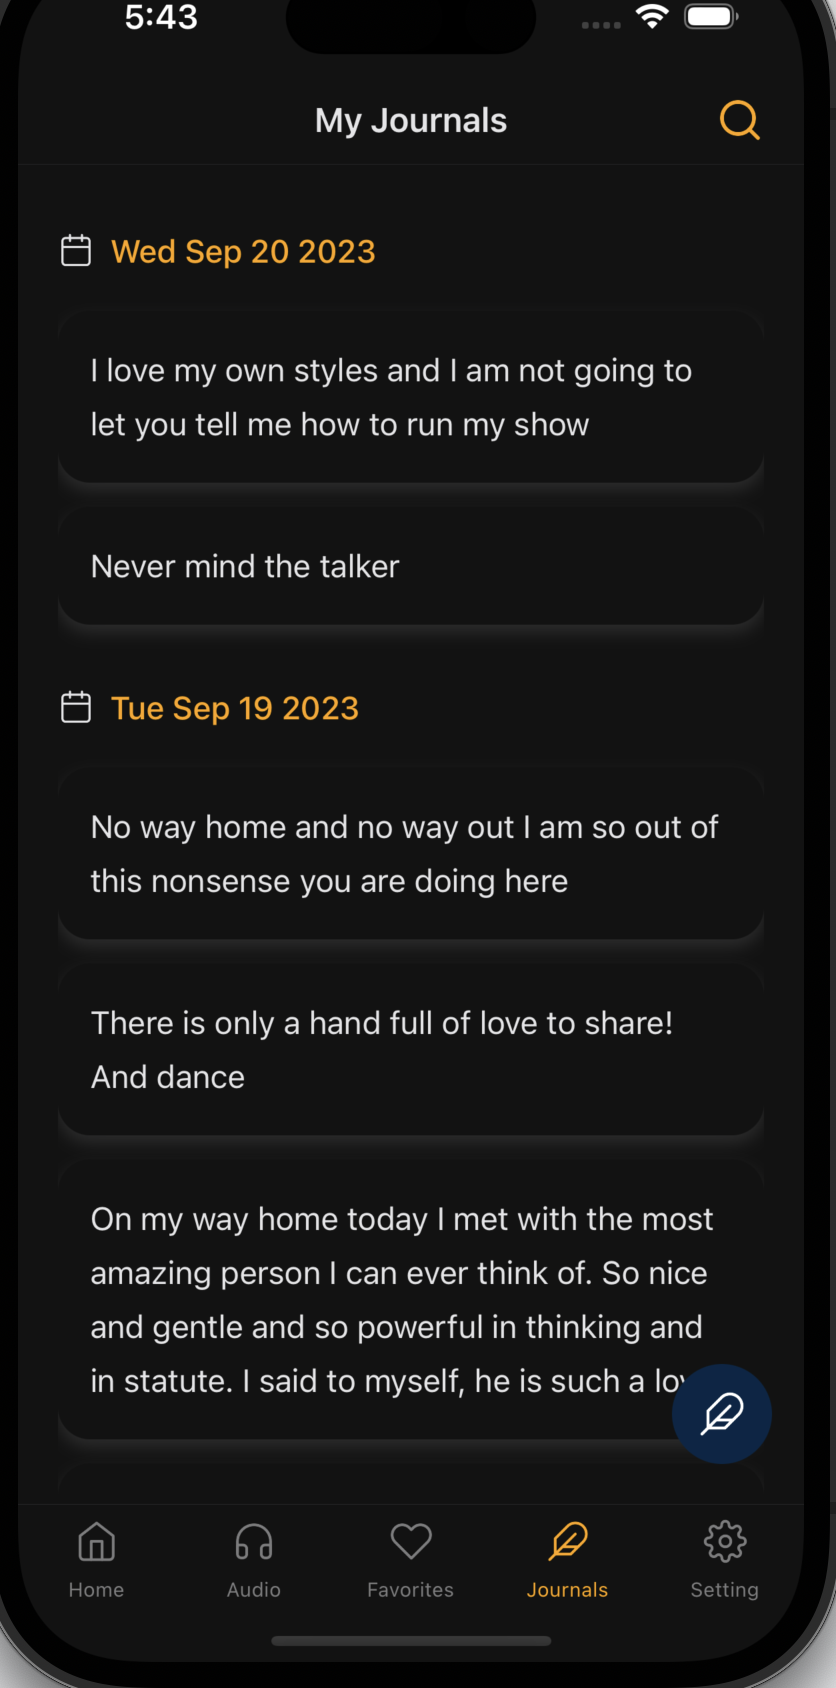 5:43
My Journals
Wed Sep 20 2023
I love my own styles and I am not going to
let you tell me how to run my show
Never mind the talker
Tue Sep 19 2023
No way home and no way out I am so out of
this nonsense you are doing here
There is only a hand full of love to share!
And dance
On my way home today I met with the most
amazing person I can ever think of. So nice
and gentle and so powerful in thinking and
in statute. I said to myself, he is such a
Home
Audio
Favorites
Journals
Setting